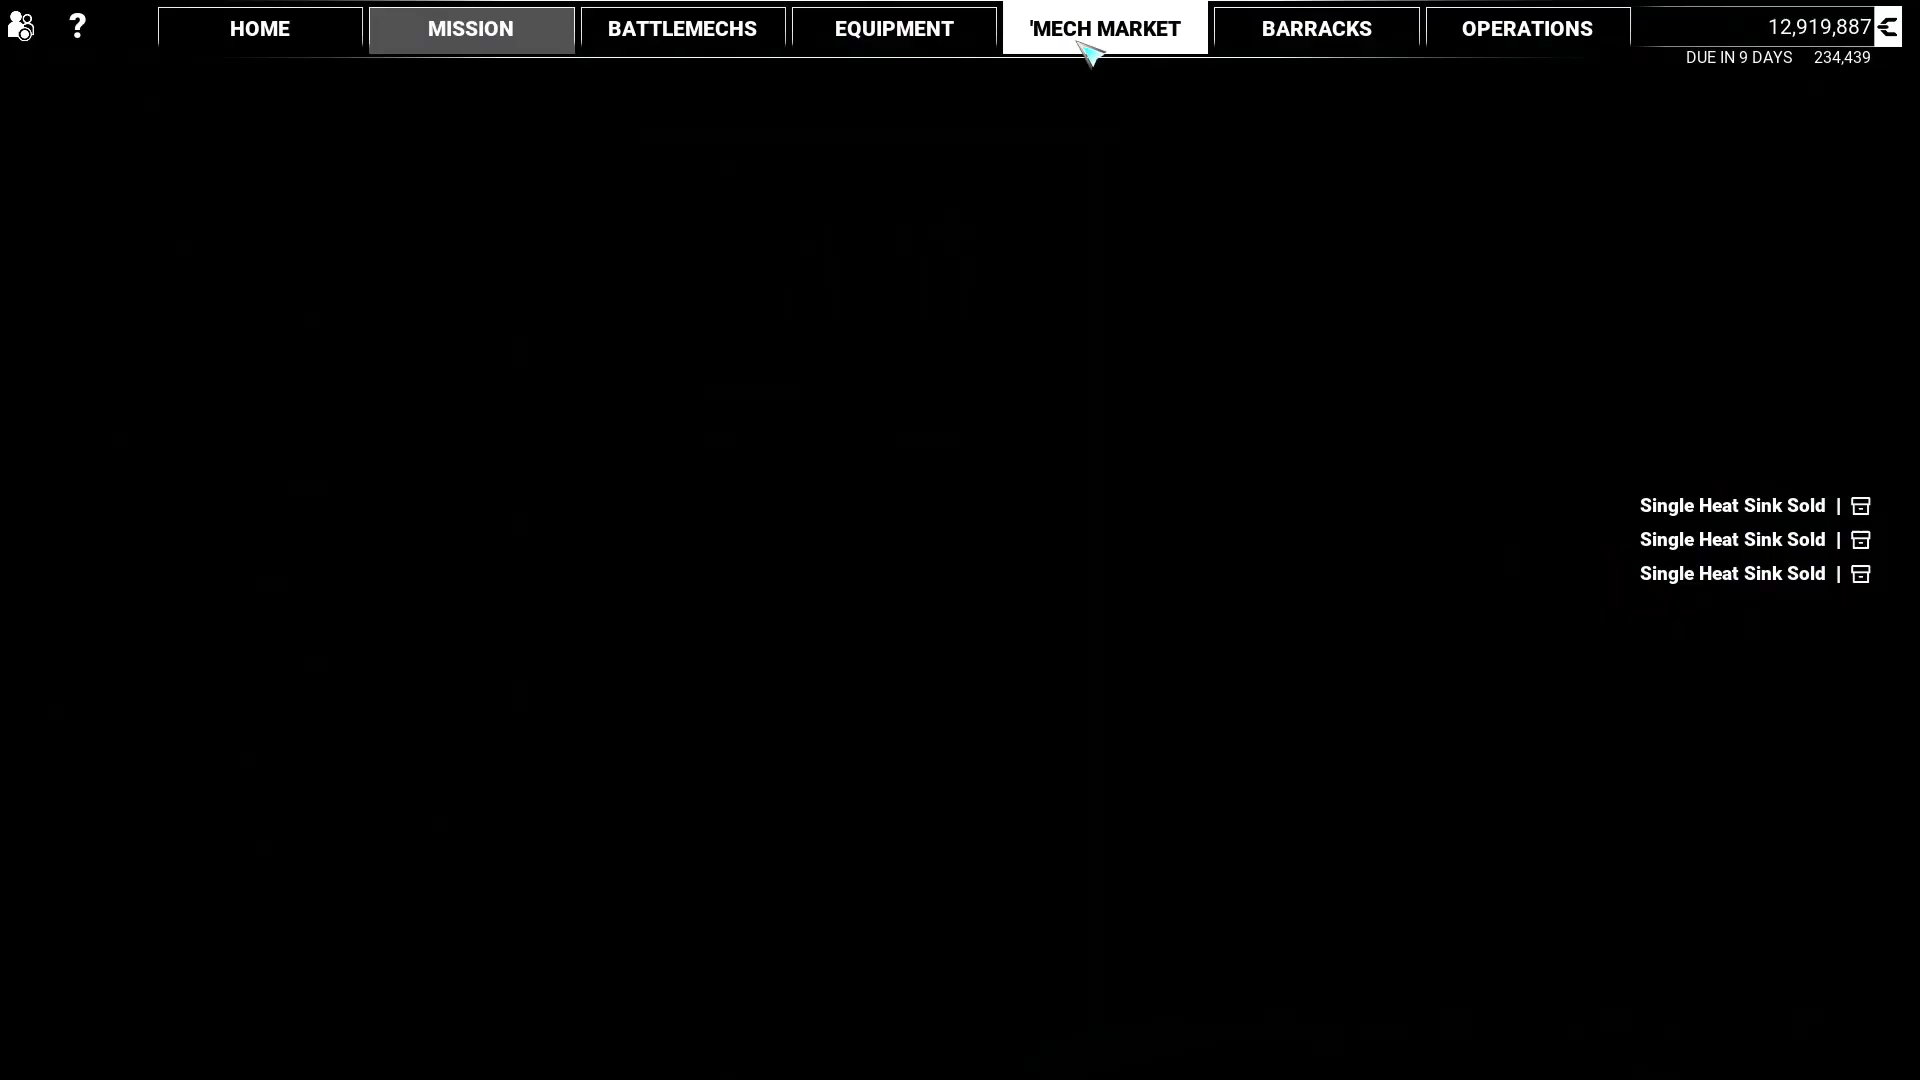 ? HOME MISSION BATTLEMECHS EQUIPMENT 'MECH MARKET BARRACKS OPERATIONS 12,919,887
DUE IN 9 DAYS 234,439
Single Heat Sink Sold |
Single Heat Sink Sold |
Single Heat Sink Sold |